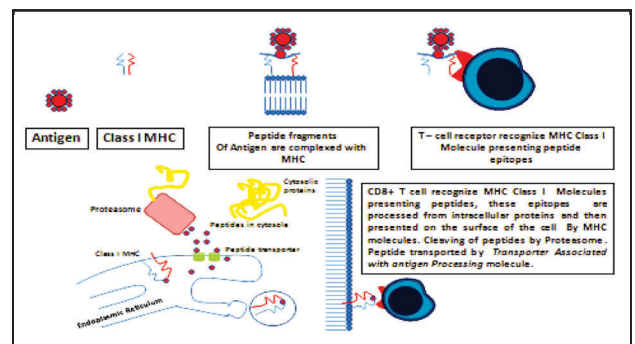 Antigen
Class I MHC
Peptide fragments
Of Antigen are complexed with
MHC
T – cell receptor recognize MHC Class I
Molecule presenting peptide
epitopes
Cytosolic
proteins
Proteasome
Peptides in cytosole
Class I MHC
Peptide transporter
Endoplasmic Reticulum
CD8+ T cell recognize MHC Class I Molecules
presenting peptides, these epitopes are
processed from intracellular proteins and then
presented on the surface of the cell By MHC
molecules. Cleaving of peptides by Proteasome.
Peptide transported by Transporter Associated
with antigen Processing molecule.